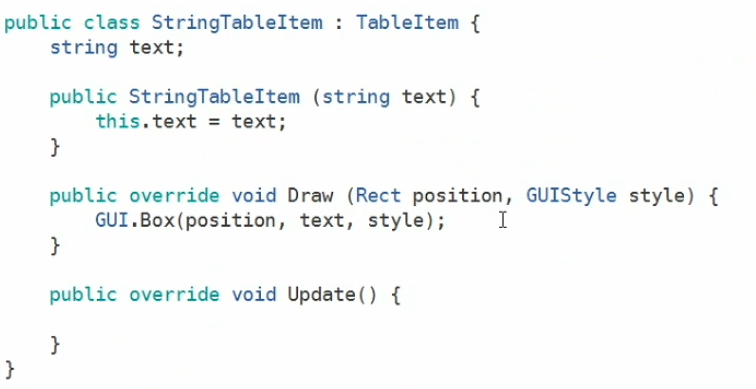 public class StringTableItem : TableItem {
    string text;

    public StringTableItem (string text) {
        this.text = text;
    }

    public override void Draw (Rect position, GUIStyle style) {
        GUI.Box(position, text, style);
    }

    public override void Update() {

    }
}